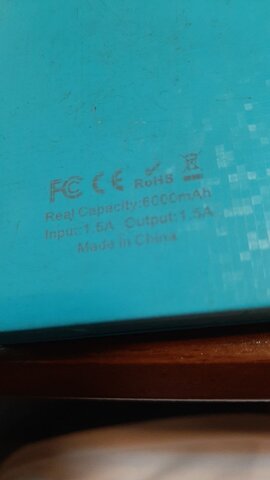 FC CE RoHS
Real Capacity:6000mAh
Input: 1.5A Output:1.5A
Made in China